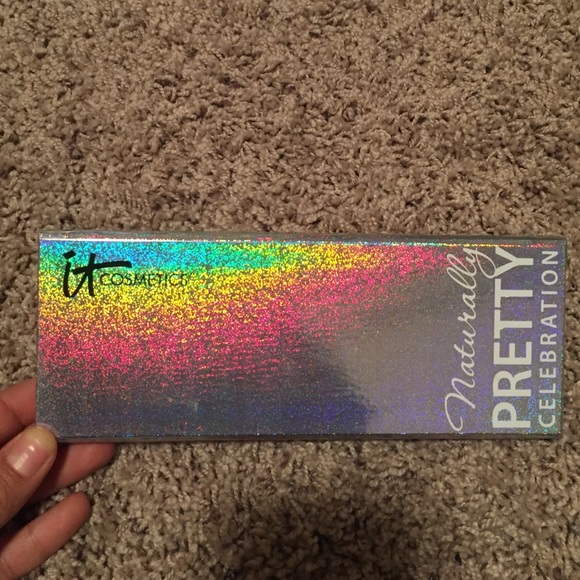 it
COSMETICS
Naturally
PRETTY
CELEBRATION